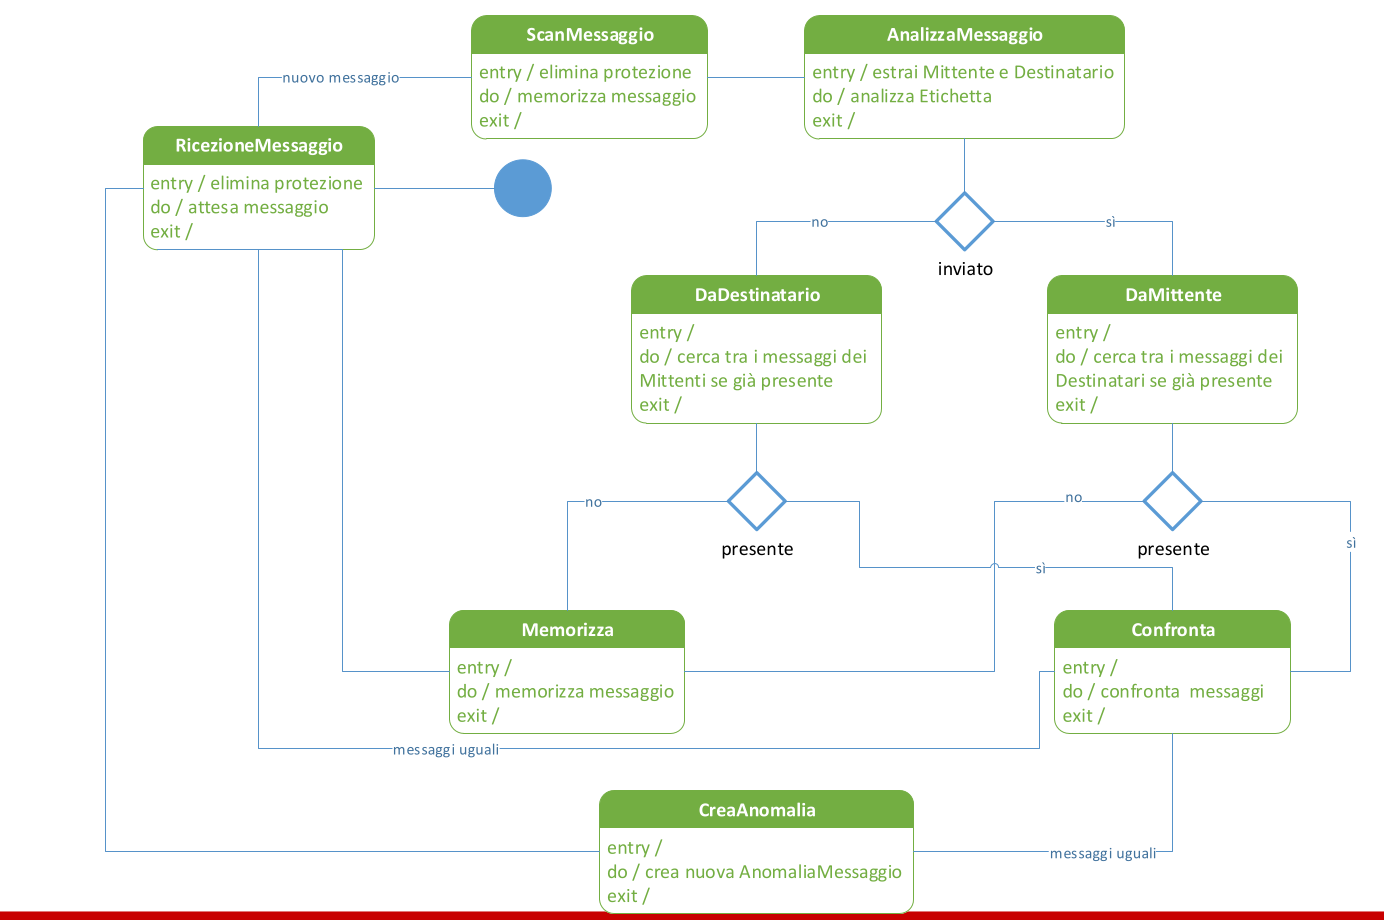 ScanMessaggio
entry / elimina protezione
do / memorizza messaggio
exit /
AnalizzaMessaggio
entry / estrai Mittente e Destinatario
do / analizza Etichetta
exit /
nuovo messaggio
RicezioneMessaggio
entry / elimina protezione
do / attesa messaggio
exit /
no
sì
inviato
DaDestinatario
entry /
do / cerca tra i messaggi dei
Mittenti se già presente
exit /
DaMittente
entry /
do / cerca tra i messaggi dei
Destinatari se già presente
exit /
no
presente
sì
no
presente
sì
Memorizza
entry /
do / memorizza messaggio
exit /
Confronta
entry /
do / confronta  messaggi
exit /
messaggi uguali
CreaAnomalia
entry /
do / crea nuova AnomaliaMessaggio
exit /
messaggi uguali